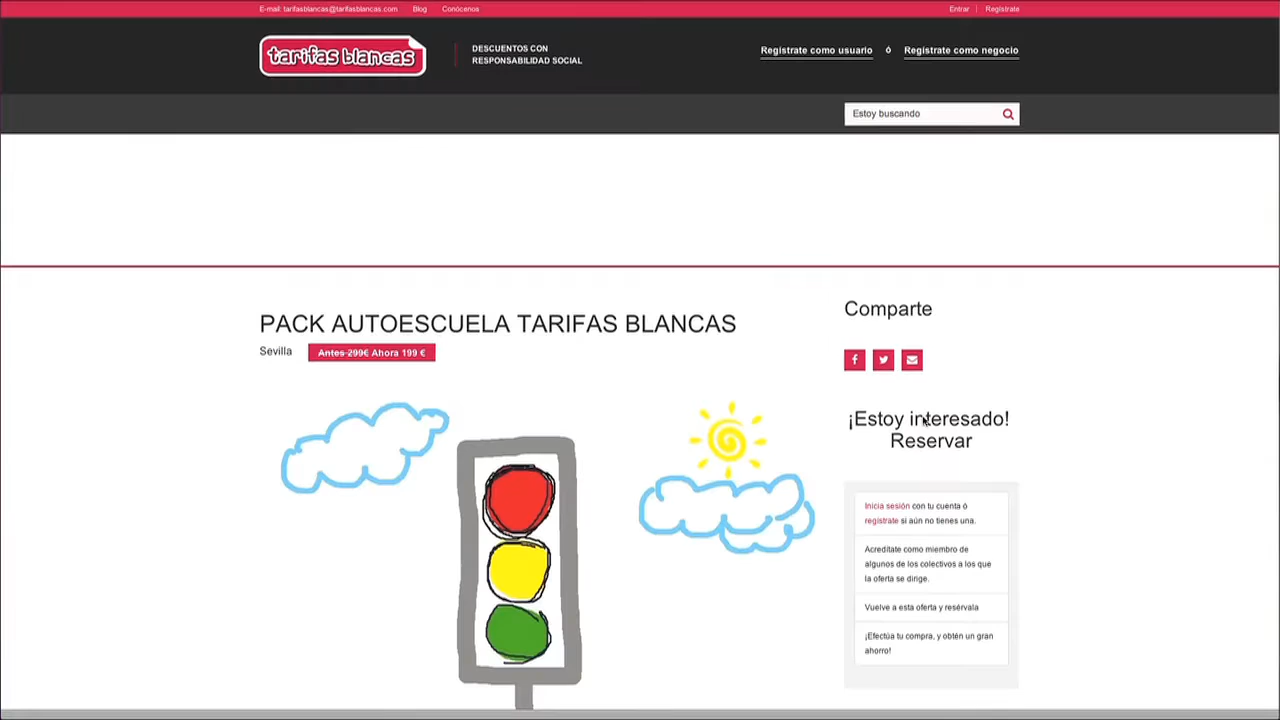 E-mail: tarifasblancas@tarifasblancas.com Blog Conócenos Entrar Regístrate
tarifas blancas
DESCUENTOS CON
RESPONSABILIDAD SOCIAL
Regístrate como usuario ó Regístrate como negocio
Estoy buscando
PACK AUTOESCUELA TARIFAS BLANCAS
Sevilla Antes 299€ Ahora 199 €
Comparte
¡Estoy interesado!
Reservar
Inicia sesión con tu cuenta ó
regístrate si aún no tienes una.
Acredítate como miembro de
algunos de los colectivos a los que
la oferta se dirige.
Vuelve a esta oferta y resérvala
¡Efectúa tu compra, y obtén un gran
ahorro!